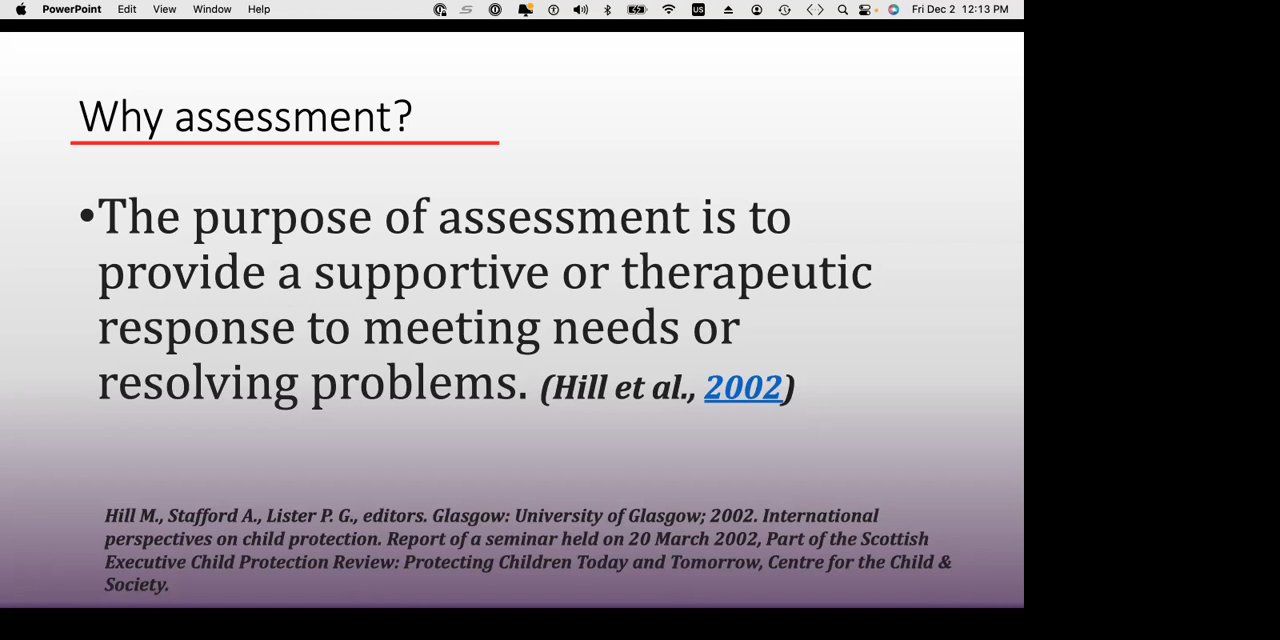 PowerPoint Edit View Window Help US Fri Dec 2 12:13 PM
Why assessment?
•The purpose of assessment is to
provide a supportive or therapeutic
response to meeting needs or
resolving problems. (Hill et al., 2002)
Hill M., Stafford A., Lister P. G., editors. Glasgow: University of Glasgow; 2002. International
perspectives on child protection. Report of a seminar held on 20 March 2002, Part of the Scottish
Executive Child Protection Review: Protecting Children Today and Tomorrow, Centre for the Child &
Society.